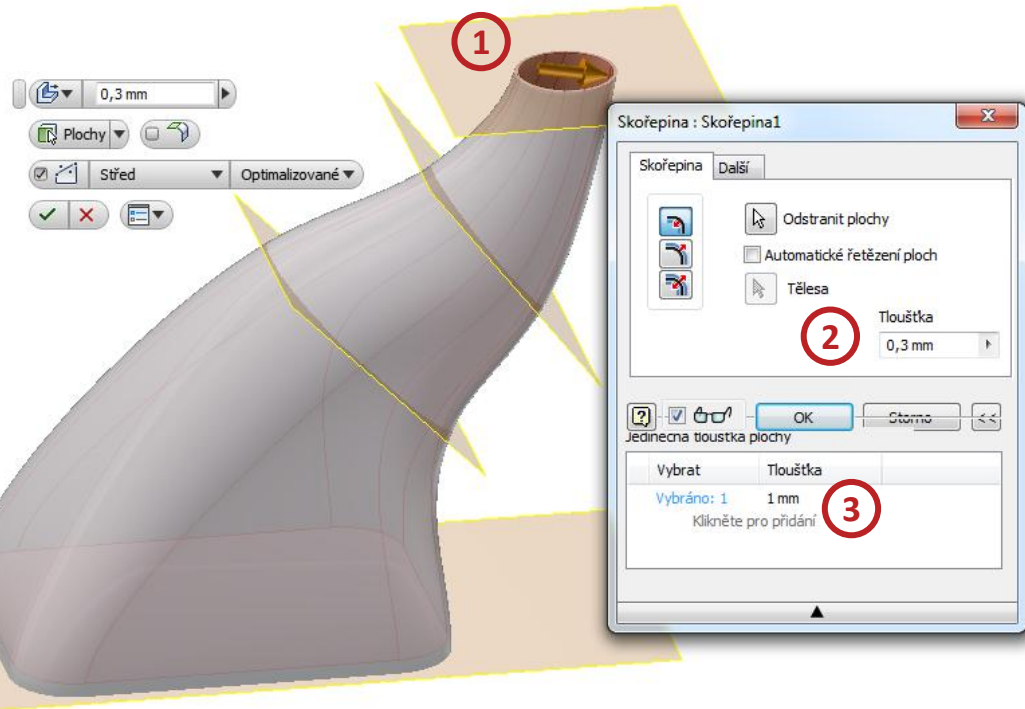 1
0,3 mm
Plochy
Střed
Optimalizované
Skořepina : Skořepina1
Skořepina
Další
Odstranit plochy
Automatické řetězení ploch
Tělesa
2
Tloušťka
0,3 mm
OK
Storno
<<
Jedinečná tloušťka plochy
Vybrat
Tloušťka
Vybráno: 1
1 mm
3
Klikněte pro přidání